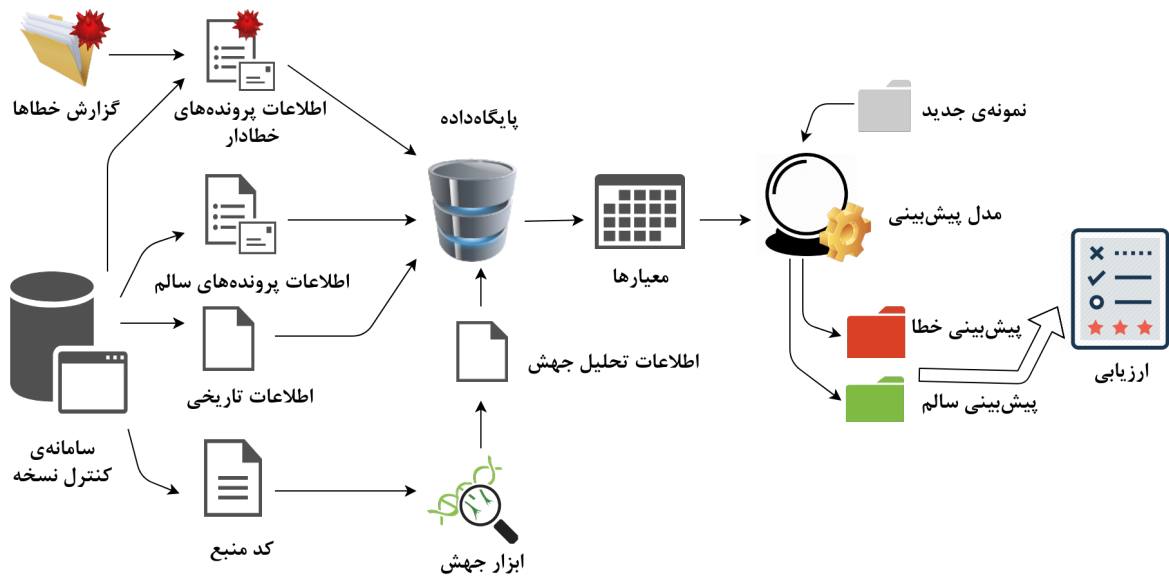 گزارش خطاها
اطلاعات پرونده‌های
خطادار
پایگاه‌داده
نمونه‌ی جدید
مدل پیش‌بینی
اطلاعات پرونده‌های سالم
معیارها
پیش‌بینی خطا
اطلاعات تحلیل جهش
ارزیابی
اطلاعات تاریخی
پیش‌بینی سالم
سامانه‌ی
کنترل نسخه
کد منبع
ابزار جهش